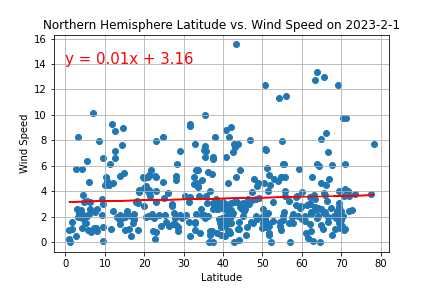 Northern Hemisphere Latitude vs. Wind Speed on 2023-2-1
16
y = 0.01x + 3.16
14
12
10
8
6
4
2
0
Wind Speed
0 10 20 30 40 50 60 70 80
Latitude